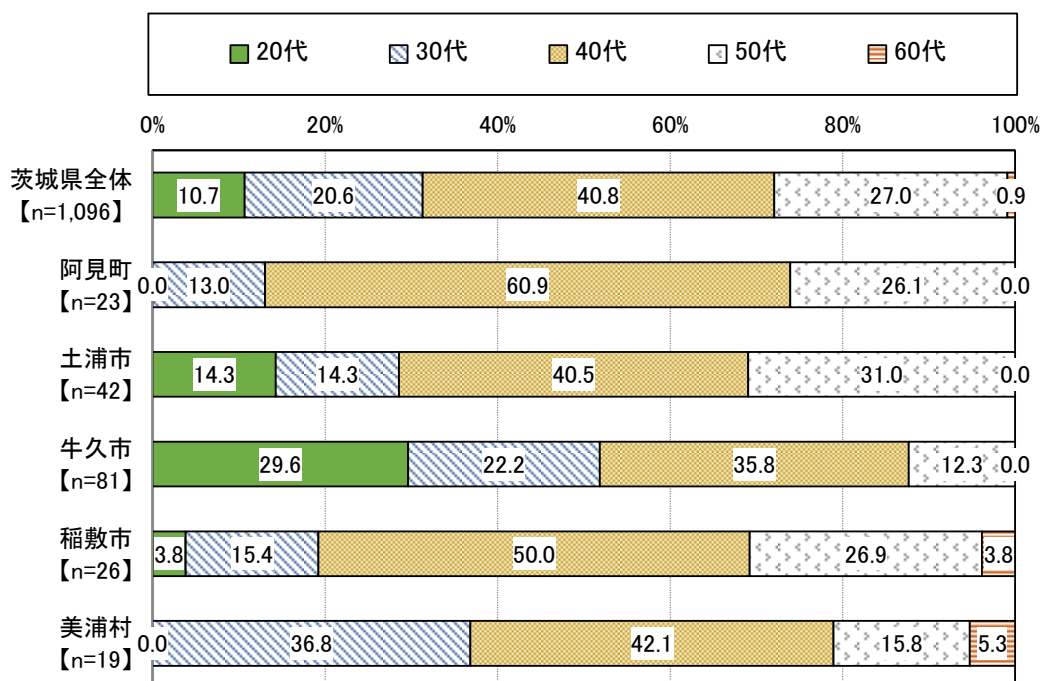 20代 30代 40代 50代 60代
0% 20% 40% 60% 80% 100%
茨城県全体
【n=1,096】
10.7 20.6 40.8 27.0 0.9
阿見町
【n=23】
0.0 13.0 60.9 26.1 0.0
土浦市
【n=42】
14.3 14.3 40.5 31.0 0.0
牛久市
【n=81】
29.6 22.2 35.8 12.3 0.0
稲敷市
【n=26】
3.8 15.4 50.0 26.9 3.8
美浦村
【n=19】
0.0 36.8 42.1 15.8 5.3